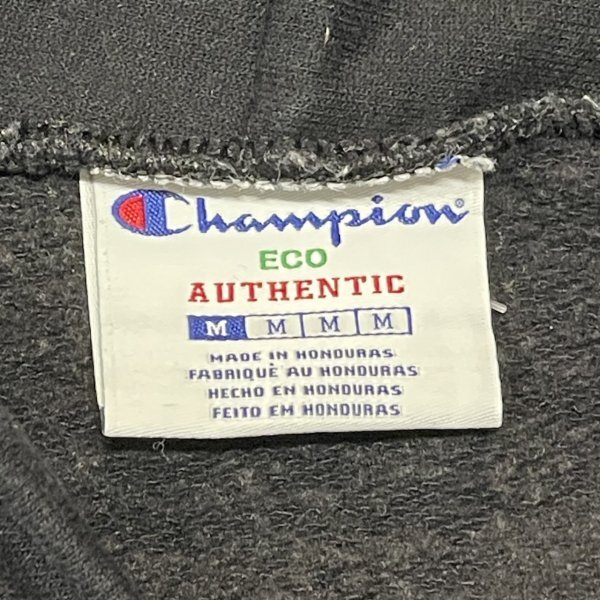 Champion®
ECO
AUTHENTIC
M M M M
MADE IN HONDURAS
FABRIQUÉ AU HONDURAS
HECHO EN HONDURAS
FEITO EM HONDURAS